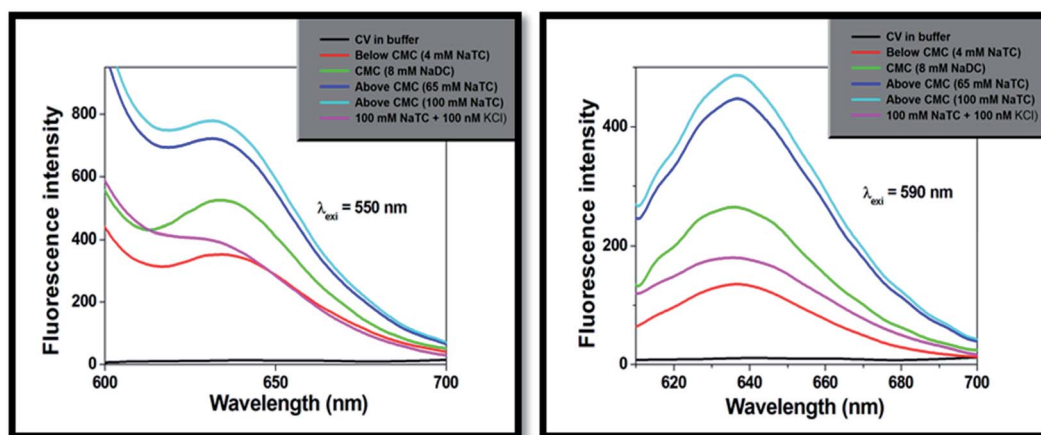 CV in buffer
Below CMC (4 mM NaTC)
CMC (8 mM NaDC)
Above CMC (65 mM NaTC)
Above CMC (100 mM NaTC)
100 mM NaTC + 100 nM KCl)
λexi = 550 nm
Fluorescence intensity
800
600
400
200
0
600
650
700
Wavelength (nm)
CV in buffer
Below CMC (4 mM NaTC)
CMC (8 mM NaDC)
Above CMC (65 mM NaTC)
Above CMC (100 mM NaTC)
100 mM NaTC + 100 nM KCl)
λexi = 590 nm
Fluorescence intensity
400
200
0
620
640
660
680
700
Wavelength (nm)